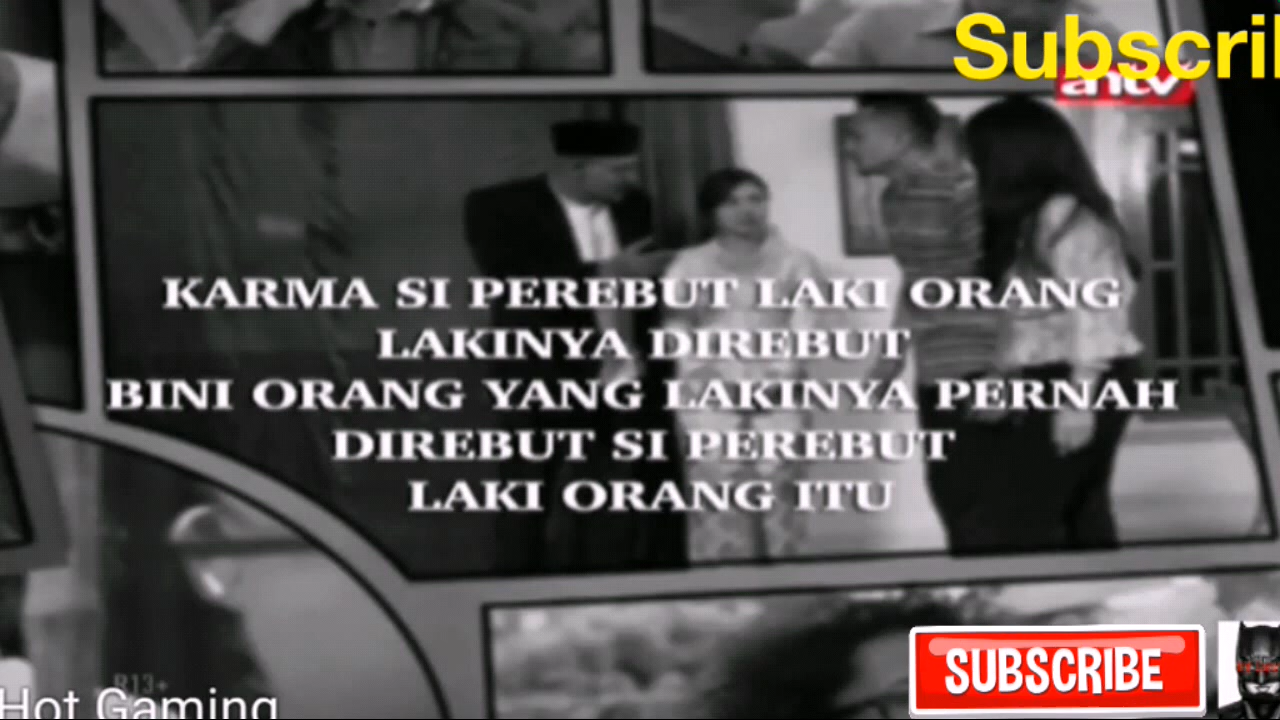 Subscri
antv
KARMA SI PEREBUT LAKI ORANG
LAKINYA DIREBUT
BINI ORANG YANG LAKINYA PERNAH
DIREBUT SI PEREBUT
LAKI ORANG ITU
SUBSCRIBE
R13+
Hot Gaming